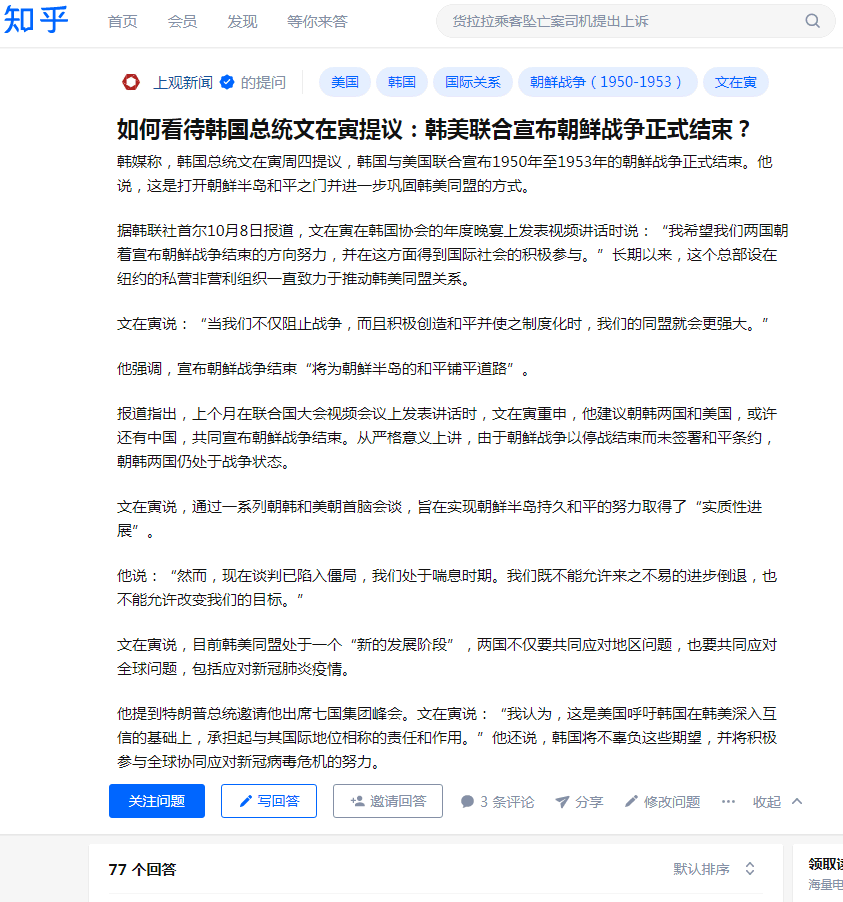 知乎 首页 会员 发现 等你来答 货拉拉乘客坠亡案司机提出上诉
上观新闻 的提问 美国 韩国 国际关系 朝鲜战争（1950-1953） 文在寅
如何看待韩国总统文在寅提议：韩美联合宣布朝鲜战争正式结束？
韩媒称，韩国总统文在寅周四提议，韩国与美国联合宣布1950年至1953年的朝鲜战争正式结束。他
说，这是打开朝鲜半岛和平之门并进一步巩固韩美同盟的方式。
据韩联社首尔10月8日报道，文在寅在韩国协会的年度晚宴上发表视频讲话时说：“我希望我们两国朝
着宣布朝鲜战争结束的方向努力，并在这方面得到国际社会的积极参与。”长期以来，这个总部设在
纽约的私营非营利组织一直致力于推动韩美同盟关系。
文在寅说：“当我们不仅阻止战争，而且积极创造和平并使之制度化时，我们的同盟就会更强大。”
他强调，宣布朝鲜战争结束“将为朝鲜半岛的和平铺平道路”。
报道指出，上个月在联合国大会视频会议上发表讲话时，文在寅重申，他建议朝韩两国和美国，或许
还有中国，共同宣布朝鲜战争结束。从严格意义上讲，由于朝鲜战争以停战结束而未签署和平条约，
朝韩两国仍处于战争状态。
文在寅说，通过一系列朝韩和美朝首脑会谈，旨在实现朝鲜半岛持久和平的努力取得了“实质性进
展”。
他说：“然而，现在谈判已陷入僵局，我们处于喘息时期。我们既不能允许来之不易的进步倒退，也
不能允许改变我们的目标。”
文在寅说，目前韩美同盟处于一个“新的发展阶段”，两国不仅要共同应对地区问题，也要共同应对
全球问题，包括应对新冠肺炎疫情。
他提到特朗普总统邀请他出席七国集团峰会。文在寅说：“我认为，这是美国呼吁韩国在韩美深入互
信的基础上，承担起与其国际地位相称的责任和作用。”他还说，韩国将不辜负这些期望，并将积极
参与全球协同应对新冠病毒危机的努力。
关注问题 写回答 邀请回答 3 条评论 分享 修改问题 ··· 收起
77 个回答 默认排序 领取
海量